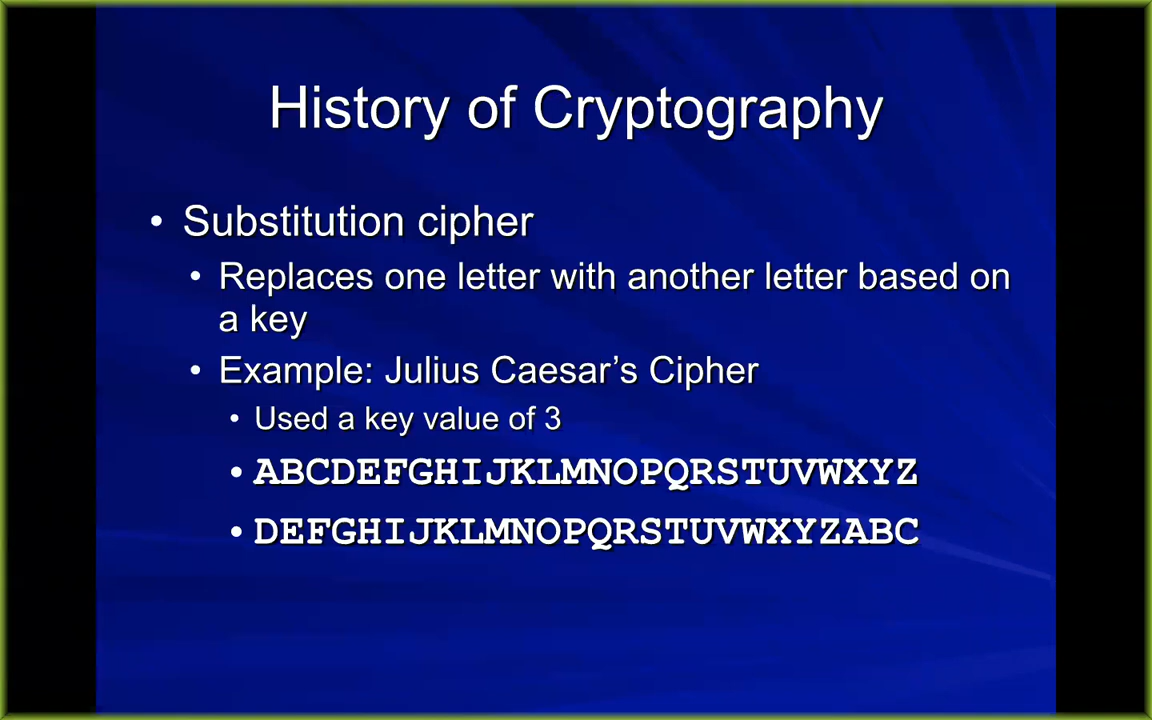 History of Cryptography
• Substitution cipher
• Replaces one letter with another letter based on
a key
• Example: Julius Caesar’s Cipher
• Used a key value of 3
• ABCDEFGHIJKLMNOPQRSTUVWXYZ
• DEFGHIJKLMNOPQRSTUVWXYZABC